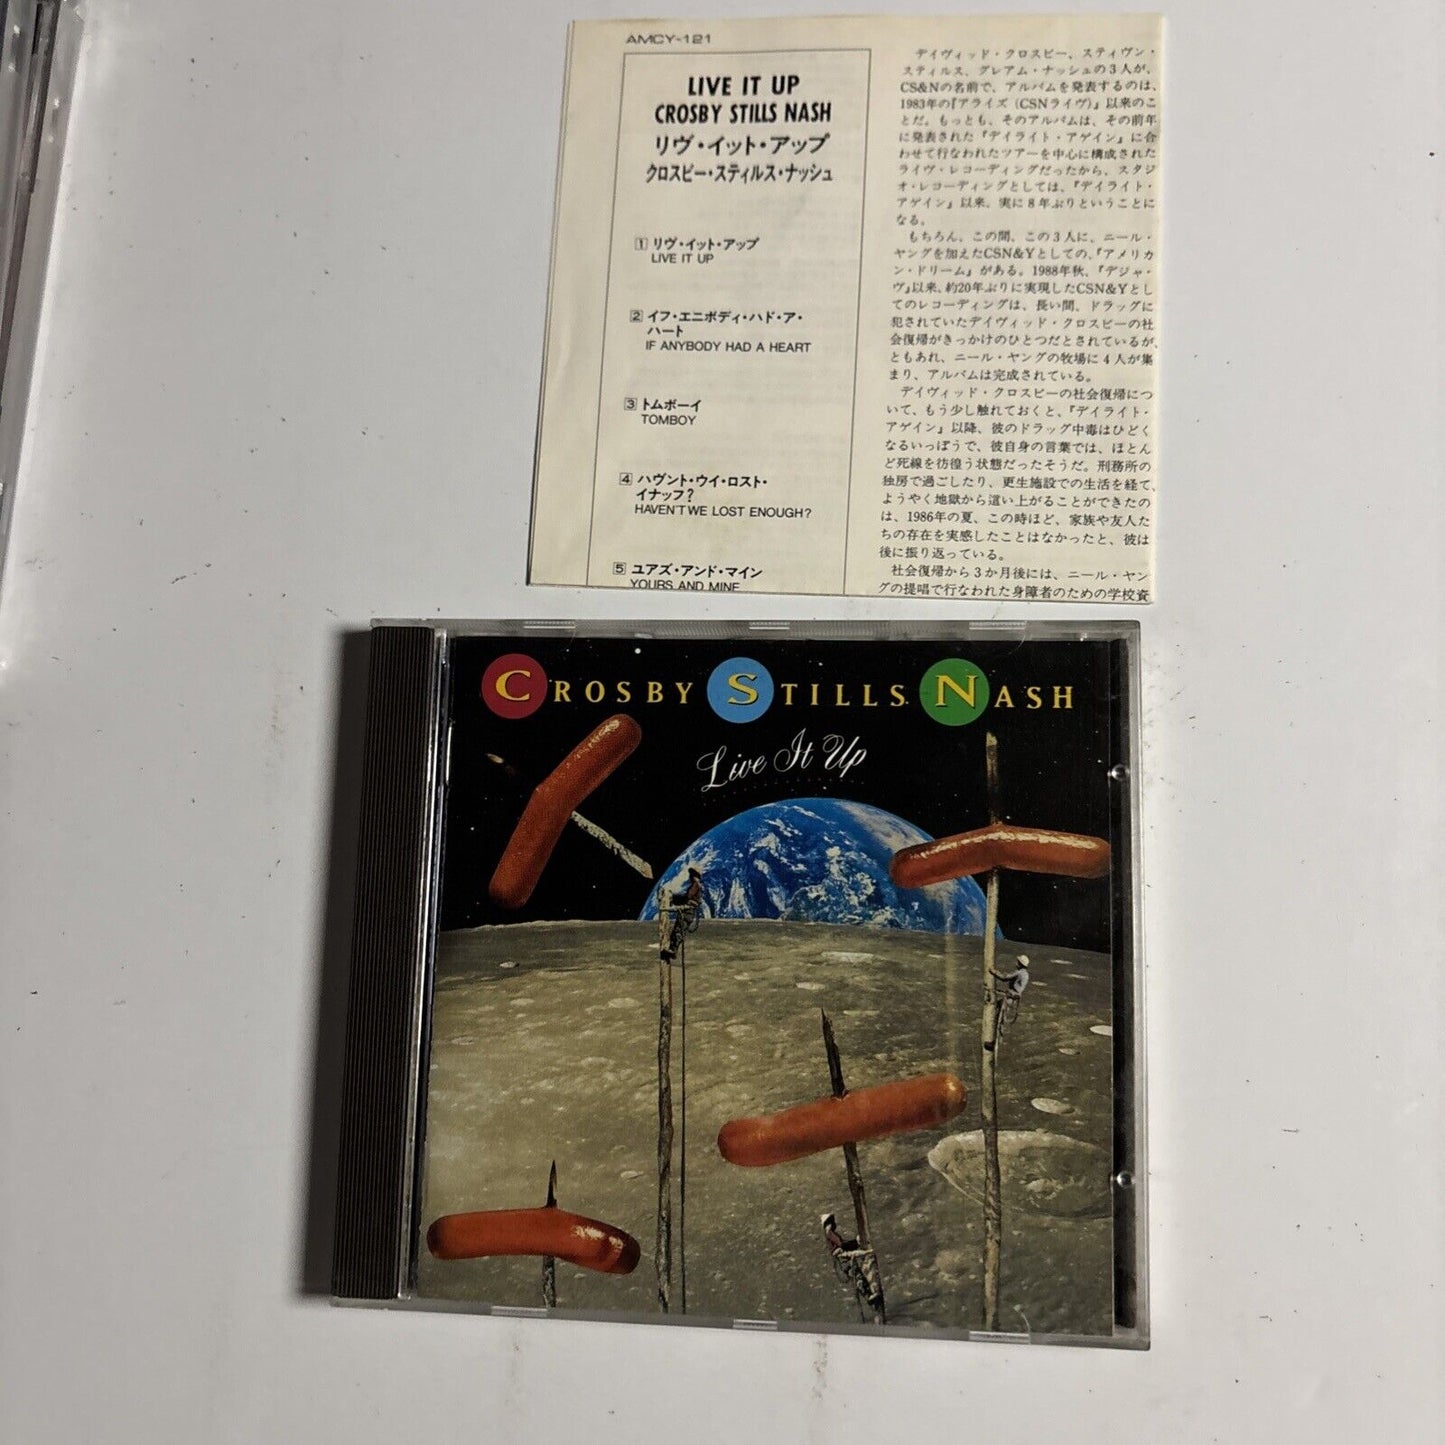 AMCY-121
LIVE IT UP
CROSBY STILLS NASH
リヴ・イット・アップ
クロスビー・スティルス・ナッシュ
1 リヴ・イット・アップ
LIVE IT UP
2 イフ・エニボディ・ハド・ア・
ハート
IF ANYBODY HAD A HEART
3 トムボーイ
TOMBOY
4 ハヴント・ウイ・ロスト・
イナッフ?
HAVEN'T WE LOST ENOUGH?
5 ユアズ・アンド・マイン
YOURS AND MINE
デイヴィッド・クロスビー、スティヴン・
スティルス、グレアム・ナッシュの3人が、
CS&Nの名前で、アルバムを発表するのは、
1983年の『アライズ (CSNライヴ)』以来のこ
とだ。もっとも、そのアルバムは、その前年
に発表された『デイライト・アゲイン』に合
わせて行なわれたツアーを中心に構成された
ライヴ・レコーディングだったから、スタジ
オ・レコーディングとしては、『デイライト・
アゲイン』以来、実に8年ぶりということに
なる。
もちろん、この間、この3人に、ニール・
ヤングを加えたCSN&Yとしての、『アメリカ
ン・ドリーム』がある。1988年秋、『デジャ・
ヴ』以来、約20年ぶりに実現したCSN&Yとし
てのレコーディングは、長い間、ドラッグに
犯されていたデイヴィッド・クロスビーの社
会復帰がきっかけのひとつだとされているが、
ともあれ、ニール・ヤングの牧場に4人が集
まり、アルバムは完成されている。
デイヴィッド・クロスビーの社会復帰につ
いて、もう少し触れておくと、『デイライト・
アゲイン』以降、彼のドラッグ中毒はひどく
なるいっぽうで、彼自身の言葉では、ほとん
ど死線を彷徨う状態だったそうだ。刑務所の
独房で過ごしたり、更生施設での生活を経て、
ようやく地獄から這い上がることができたの
は、1986年の夏、この時ほど、家族や友人た
ちの存在を実感したことはなかったと、彼は
後に振り返っている。
社会復帰から3か月後には、ニール・ヤン
グの提唱で行なわれた身障者のための学校資
CROSBY STILLS NASH
Live It Up